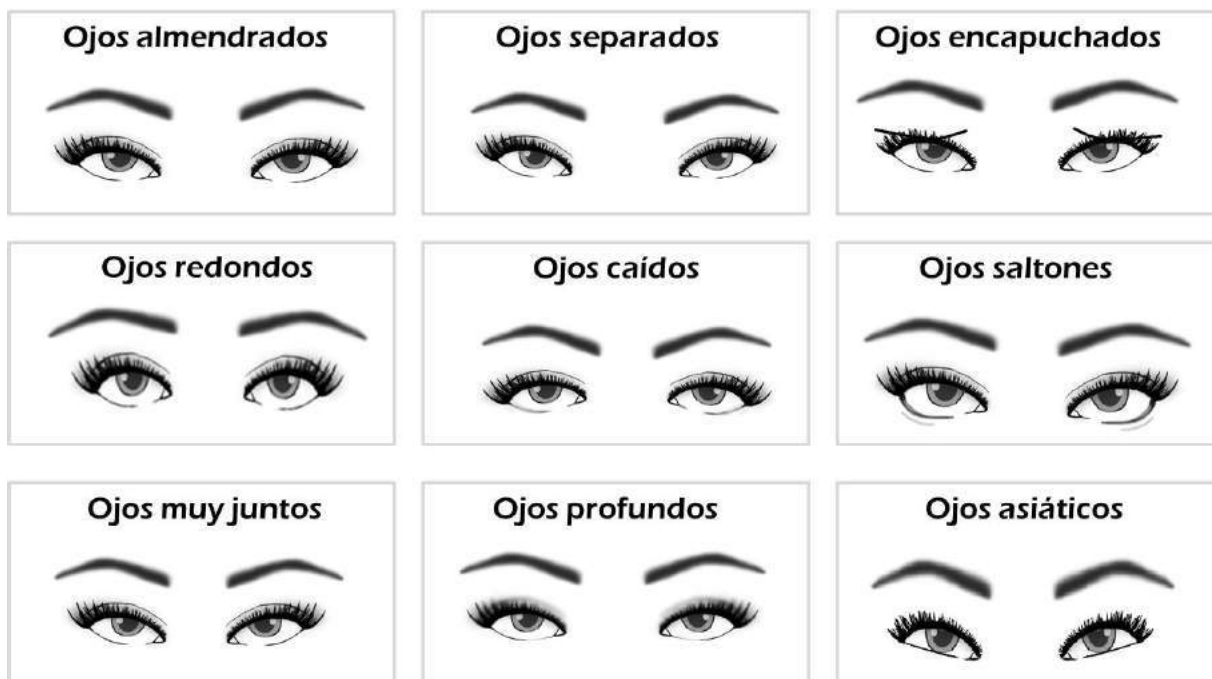 Ojos almendrados
Ojos separados
Ojos encapuchados
Ojos redondos
Ojos caídos
Ojos saltones
Ojos muy juntos
Ojos profundos
Ojos asiáticos